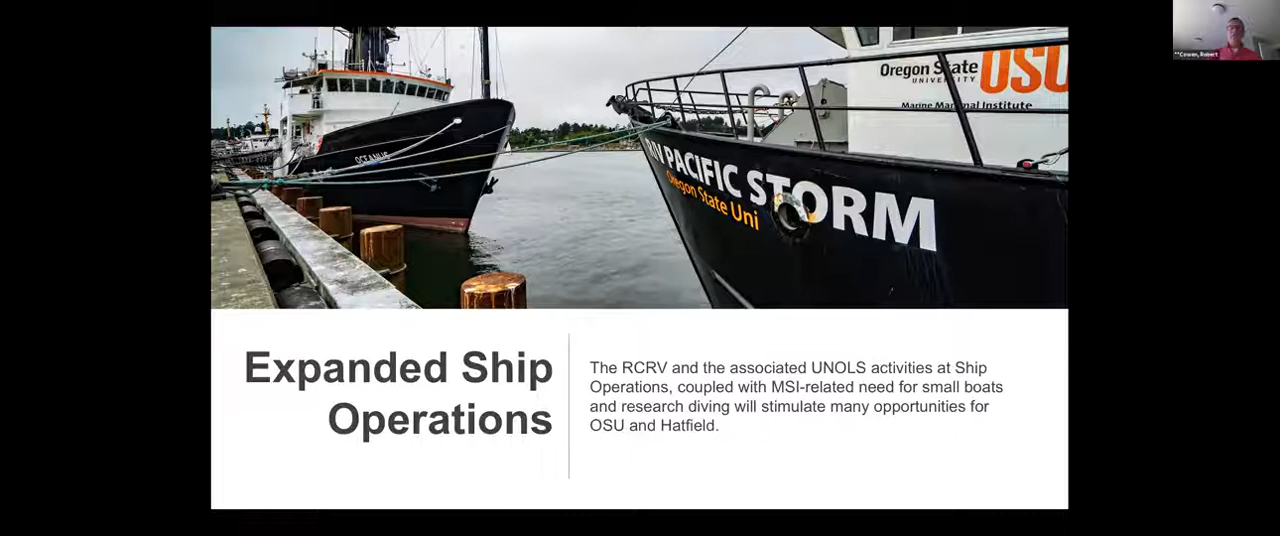 **Cowen, Robert
Oregon State
UNIVERSITY
OSU
Marine Mammal Institute
OCEANUS
R/V PACIFIC STORM
Oregon State Uni
Expanded Ship
Operations
The RCRV and the associated UNOLS activities at Ship
Operations, coupled with MSI-related need for small boats
and research diving will stimulate many opportunities for
OSU and Hatfield.